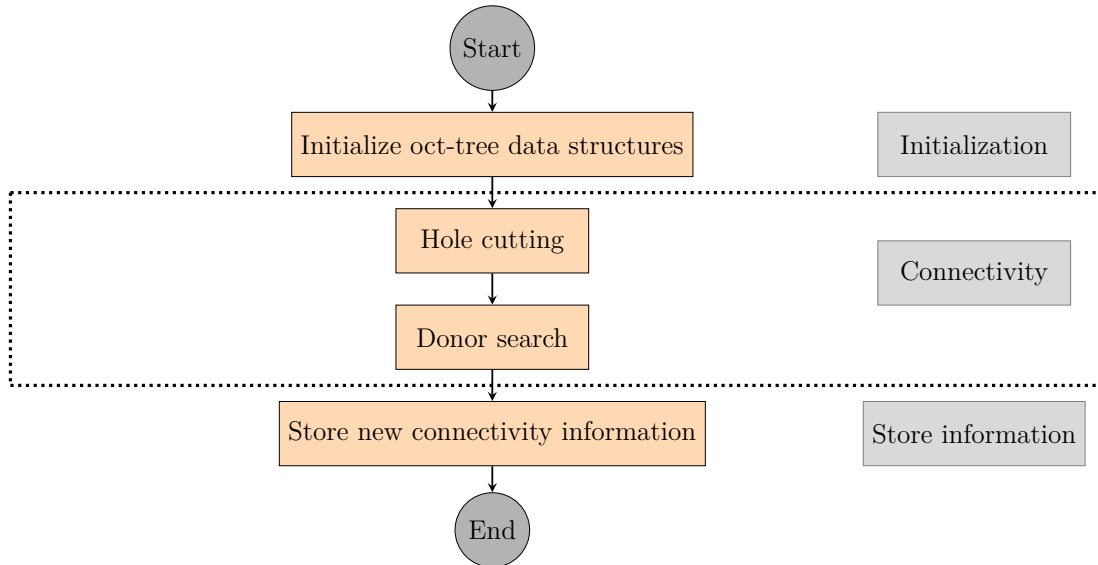 Start
Initialize oct-tree data structures
Initialization
Hole cutting
Connectivity
Donor search
Store new connectivity information
Store information
End